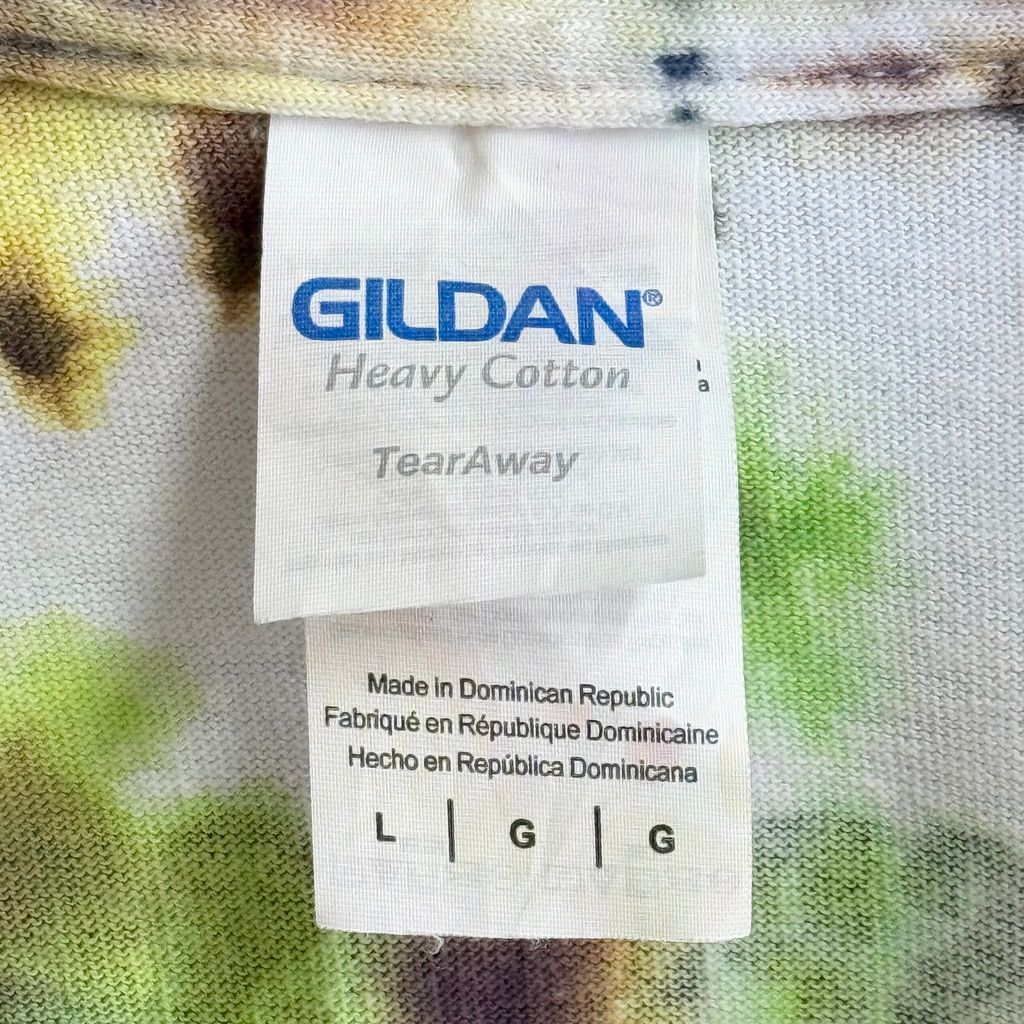 GILDAN®
Heavy Cotton
TearAway
a
Made in Dominican Republic
Fabriqué en République Dominicaine
Hecho en República Dominicana
L | G | G